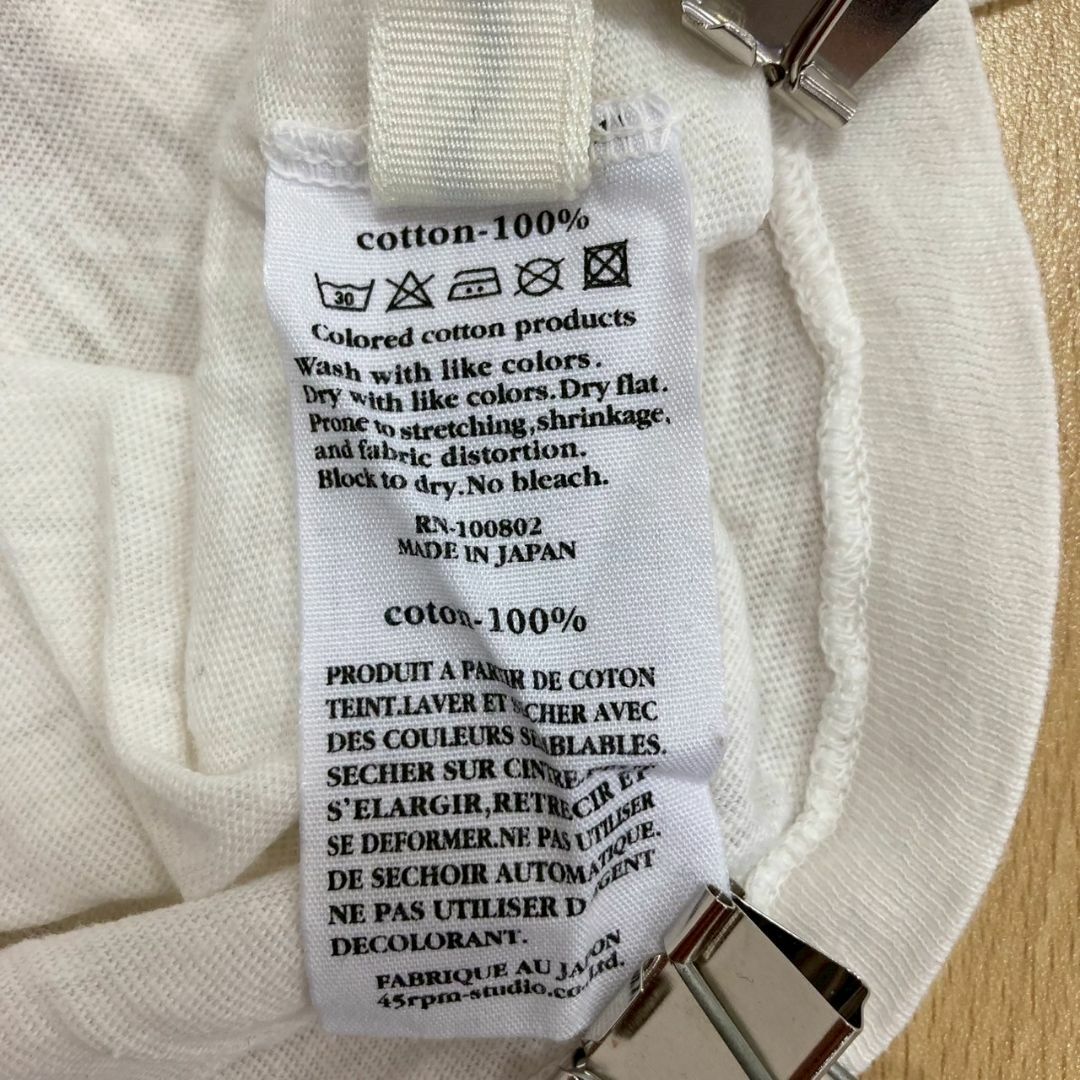 cotton-100%
30
Colored cotton products
Wash with like colors.
Dry with like colors.Dry flat.
Prone to stretching,shrinkage,
and fabric distortion.
Block to dry.No bleach.
RN-100802
MADE IN JAPAN
coton-100%
PRODUIT A PARTIR DE COTON
TEINT.LAVER ET SECHER AVEC
DES COULEURS SEMBLABLES.
SECHER SUR CINTRE.
S'ELARGIR,RETRECIR ET
SE DEFORMER.NE PAS UTILISER
DE SECHOIR AUTOMATIQUE.
NE PAS UTILISER
DECOLORANT.
FABRIQUE AU JAPON
45rpm-studio.co.,Ltd.